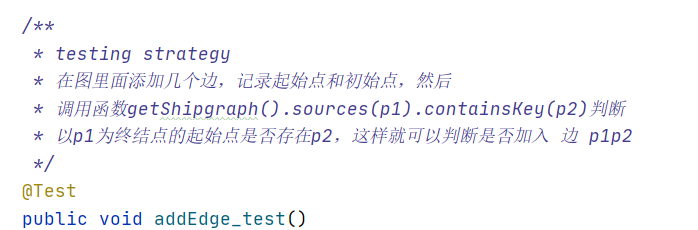 /**
* testing strategy
* 在图里面添加几个边，记录起始点和初始点，然后
* 调用函数getShipgraph().sources(p1).containsKey(p2)判断
* 以p1为终结点的起始点是否存在p2，这样就可以判断是否加入 边 p1p2
*/
@Test
public void addEdge_test()